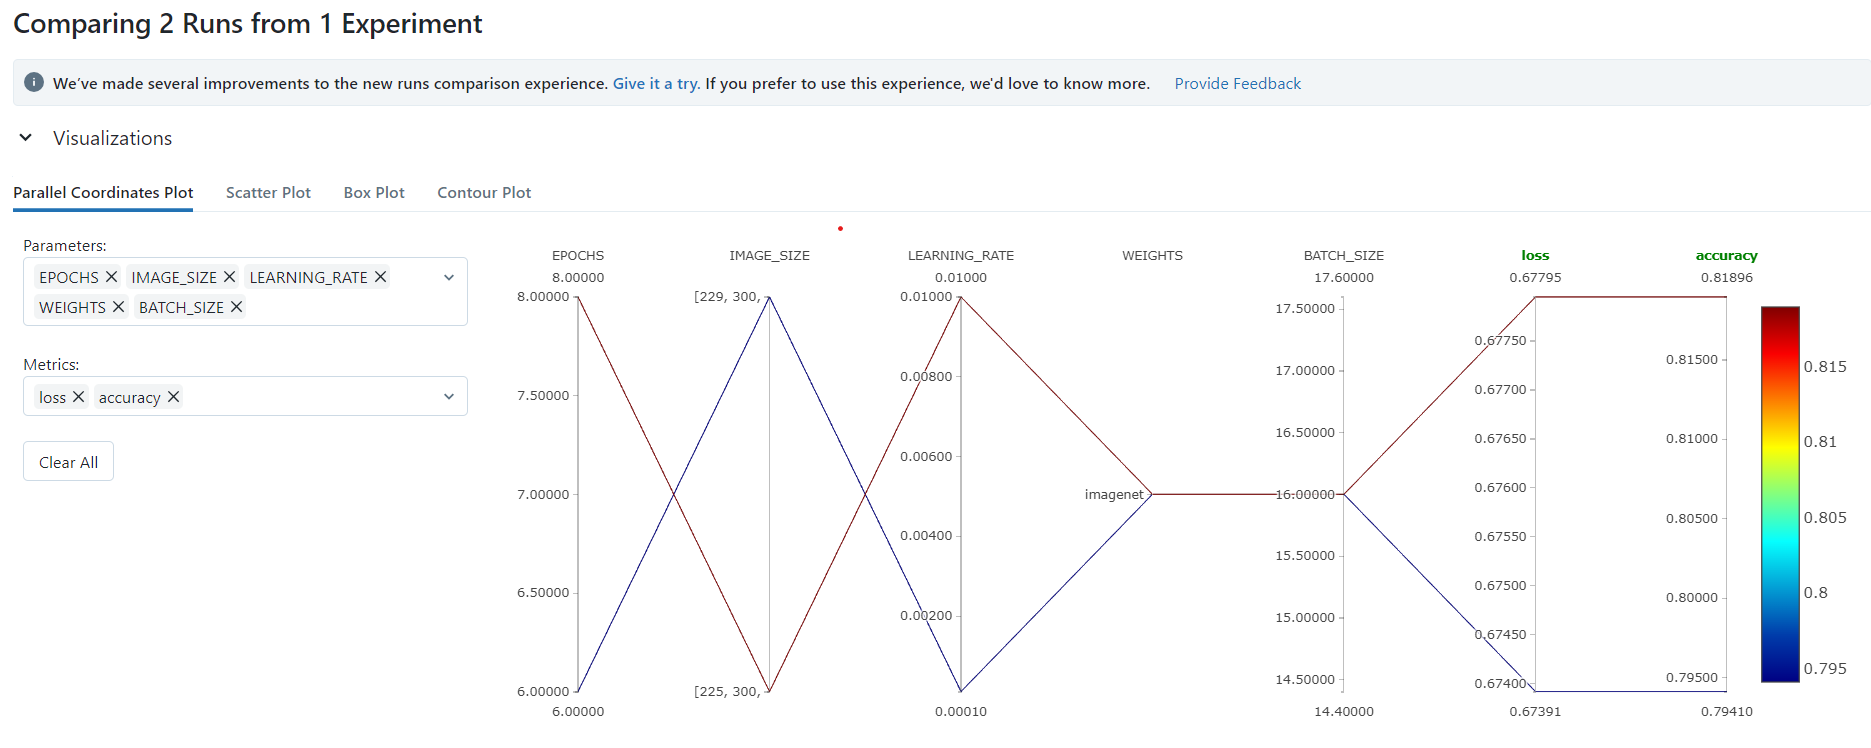 Comparing 2 Runs from 1 Experiment
We've made several improvements to the new runs comparison experience. Give it a try. If you prefer to use this experience, we'd love to know more. Provide Feedback
Visualizations
Parallel Coordinates Plot Scatter Plot Box Plot Contour Plot
Parameters:
EPOCHS IMAGE_SIZE LEARNING_RATE
WEIGHTS BATCH_SIZE
Metrics:
loss accuracy
Clear All
EPOCHS
8.00000
8.00000
7.50000
7.00000
6.50000
6.00000
6.00000
IMAGE_SIZE
[229, 300,
[225, 300,
LEARNING_RATE
0.01000
0.01000
0.00800
0.00600
0.00400
0.00200
0.00010
WEIGHTS
imagenet
BATCH_SIZE
17.60000
17.50000
17.00000
16.50000
16.00000
15.50000
15.00000
14.50000
14.40000
loss
0.67795
0.67750
0.67700
0.67650
0.67600
0.67550
0.67500
0.67450
0.67400
0.67391
accuracy
0.81896
0.81500
0.81000
0.80500
0.80000
0.79500
0.79410
0.815
0.81
0.805
0.8
0.795